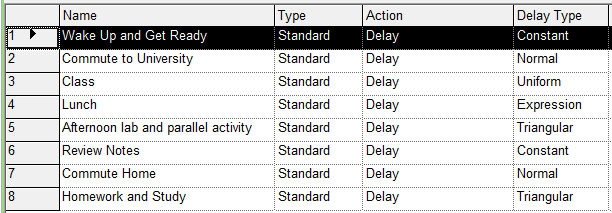 Name Type Action Delay Type
1 Wake Up and Get Ready Standard Delay Constant
2 Commute to University Standard Delay Normal
3 Class Standard Delay Uniform
4 Lunch Standard Delay Expression
5 Afternoon lab and parallel activity Standard Delay Triangular
6 Review Notes Standard Delay Constant
7 Commute Home Standard Delay Normal
8 Homework and Study Standard Delay Triangular